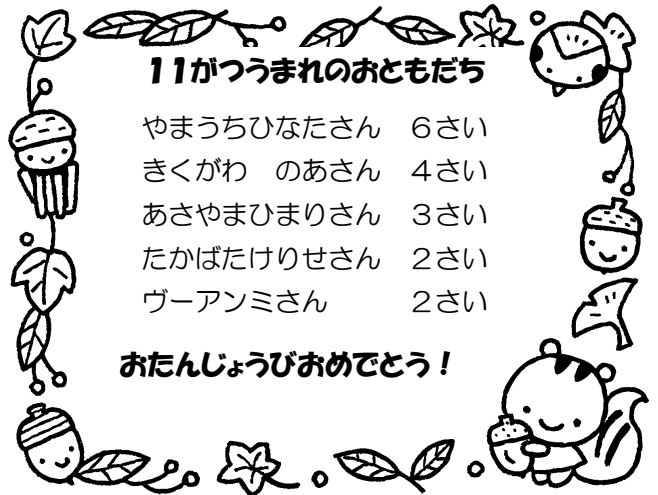 11がつうまれのおともだち
やまうちひなたさん　6さい
きくがわ　のあさん　4さい
あさやまひまりさん　3さい
たかばたけりせさん　2さい
ヴーアンミさん　　　2さい
おたんじょうびおめでとう！